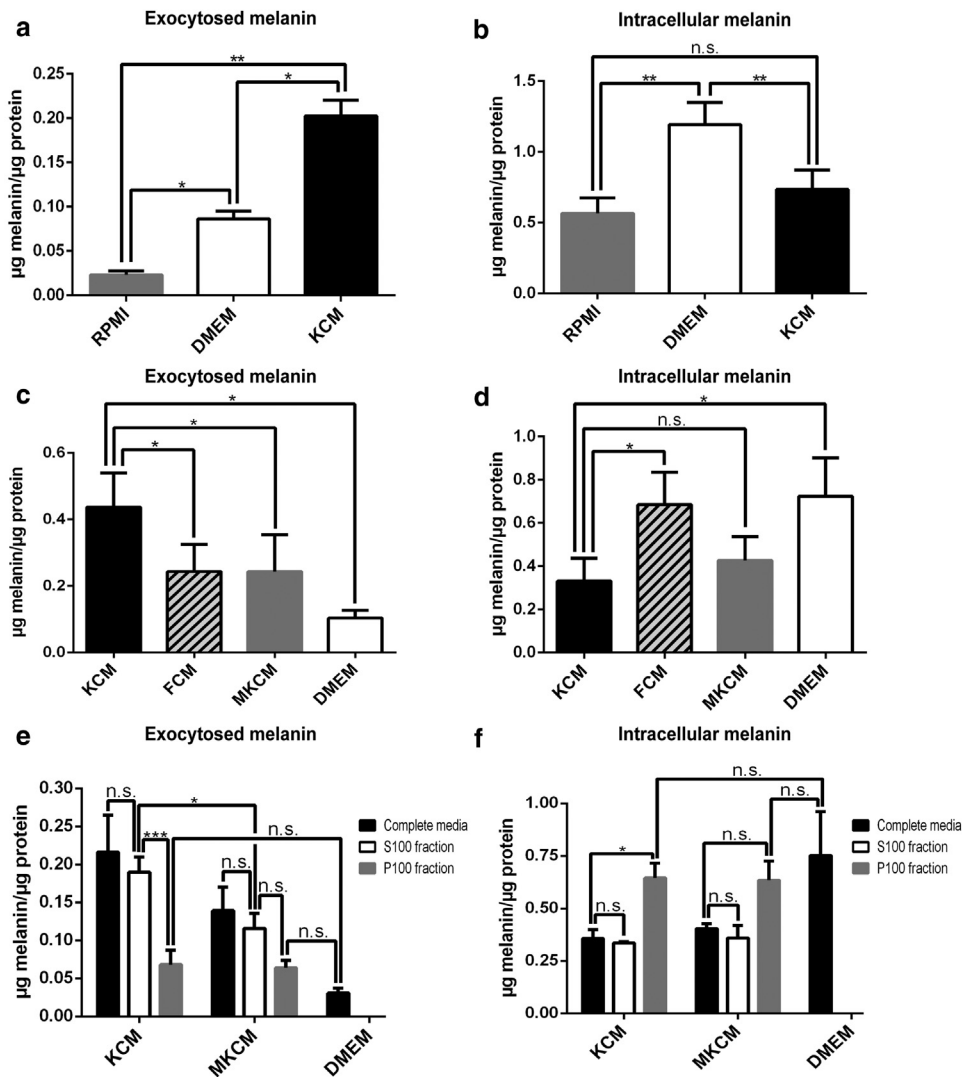 a
Exocytosed melanin
µg melanin/µg protein
0.25
0.20
0.15
0.10
0.05
0.00
**
*
*
RPMI
DMEM
KCM
b
Intracellular melanin
µg melanin/µg protein
1.5
1.0
0.5
0.0
n.s.
**
**
RPMI
DMEM
KCM
c
Exocytosed melanin
µg melanin/µg protein
0.6
0.4
0.2
0.0
*
*
*
KCM
FCM
MKCM
DMEM
d
Intracellular melanin
µg melanin/µg protein
1.0
0.8
0.6
0.4
0.2
0.0
*
n.s.
*
KCM
FCM
MKCM
DMEM
e
Exocytosed melanin
µg melanin/µg protein
0.30
0.25
0.20
0.15
0.10
0.05
0.00
n.s.
*
***
n.s.
n.s.
n.s.
n.s.
Complete media
S100 fraction
P100 fraction
KCM
MKCM
DMEM
f
Intracellular melanin
µg melanin/µg protein
1.00
0.75
0.50
0.25
0.00
n.s.
n.s.
*
n.s.
n.s.
n.s.
Complete media
S100 fraction
P100 fraction
KCM
MKCM
DMEM